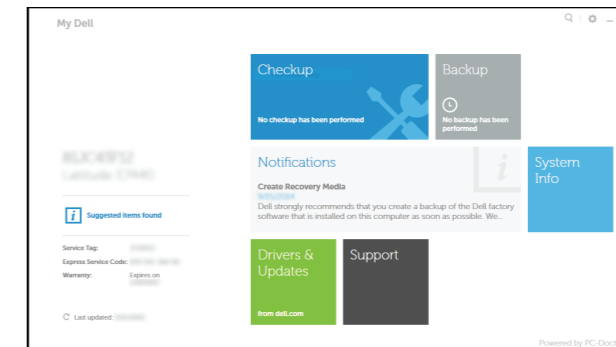 My Dell
Checkup
No checkup has been performed
Backup
No backup has been
performed
Notifications
Create Recovery Media
Dell strongly recommends that you create a backup of the Dell factory
software that is installed on this computer as soon as possible. We...
System
Info
Suggested items found
Service Tag:
Express Service Code:
Warranty: Expires on
Last updated:
Drivers &
Updates
from dell.com
Support
Powered by